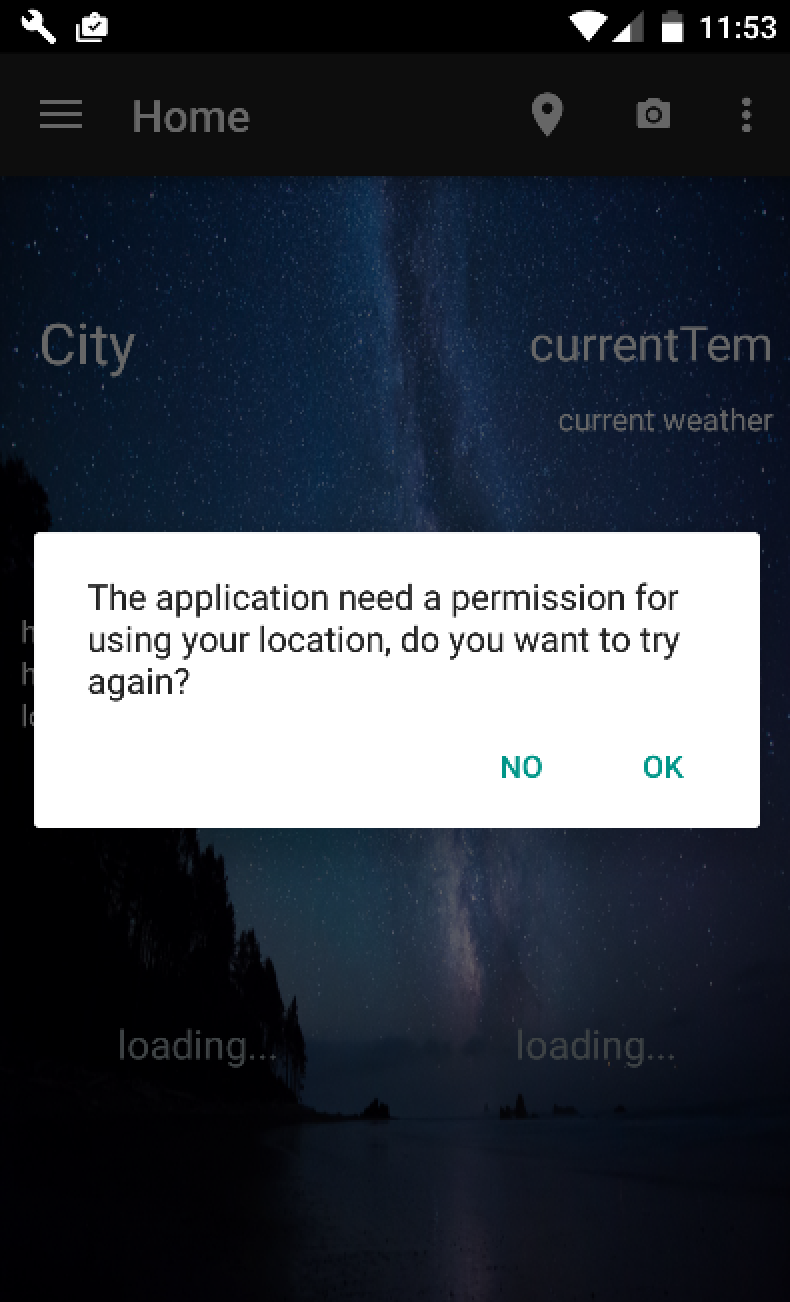 11:53
Home
City
currentTem
current weather
The application need a permission for
using your location, do you want to try
again?
NO OK
loading... loading...